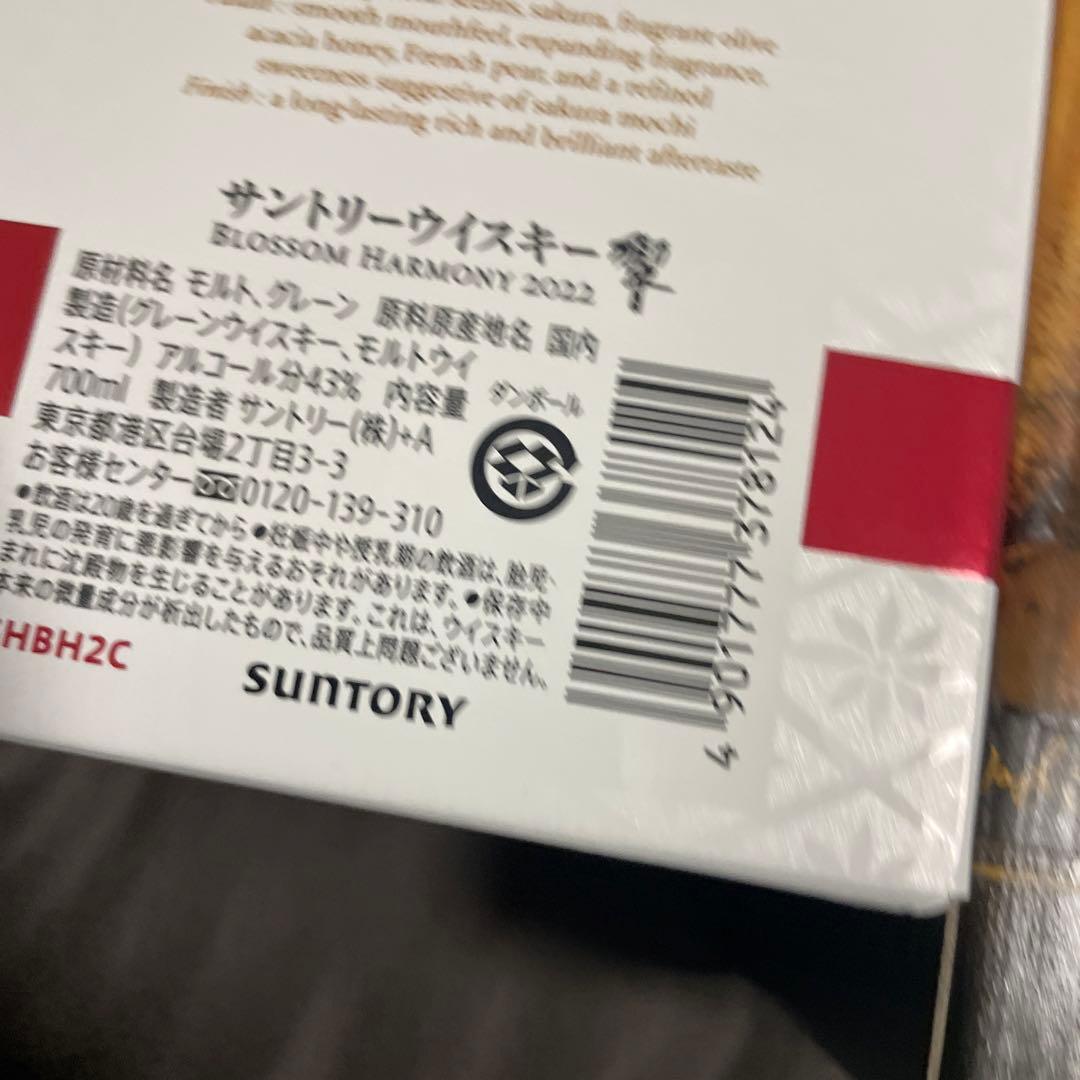 sakura, fragrant olive
smooth mouthfeel, expanding fragrance,
acacia honey, French pear, and a refined
sweetness suggestive of sakura mochi
Finish : a long-lasting rich and brilliant aftertaste
サントリーウイスキー 響
BLOSSOM HARMONY 2022
原材料名 モルト、グレーン 原料原産地名 国内
製造(グレーンウイスキー、モルトウイ
スキー) アルコール分43% 内容量
700ml 製造者 サントリー(株)+A
東京都港区台場2丁目3-3
お客様センター 0120-139-310
●飲酒は20歳を過ぎてから●妊娠中や授乳期の飲酒は、胎児・
乳児の発育に悪影響を与えるおそれがあります。●保存中
まれに沈殿物を生じることがあります。これは、ウイスキー
本来の微量成分が析出したもので、品質上問題ございません。
HBH2C
SUNTORY
ダンボール
4 901777 378124